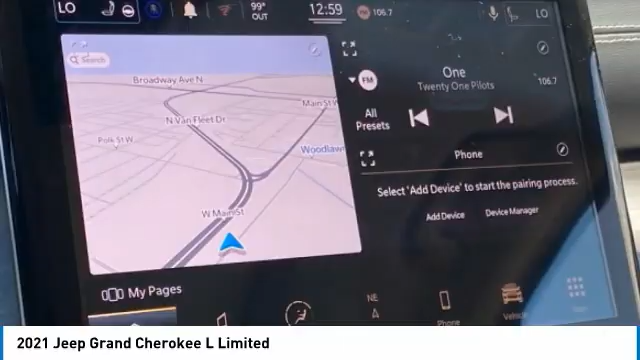 LO
99°
OUT
12:59
FM 106.7
LO
Search
Broadway Ave N
Main St W
N Van Fleet Dr
Polk St W
Woodlaw
W Main St
FM
One
Twenty One Pilots
106.7
All
Presets
Phone
Select 'Add Device' to start the pairing process.
Add Device
Device Manager
My Pages
NE
Phone
Vehicle
2021 Jeep Grand Cherokee L Limited